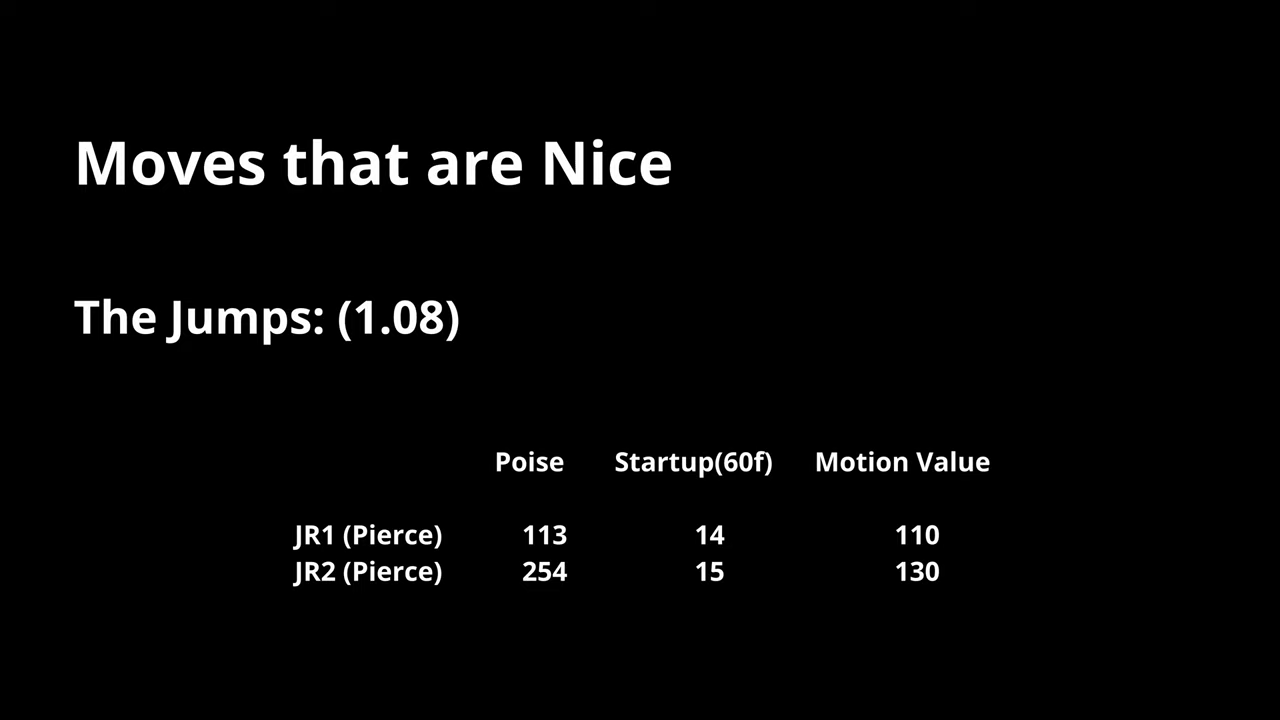 Moves that are Nice
The Jumps: (1.08)
Poise Startup(60f) Motion Value
JR1 (Pierce) 113 14 110
JR2 (Pierce) 254 15 130